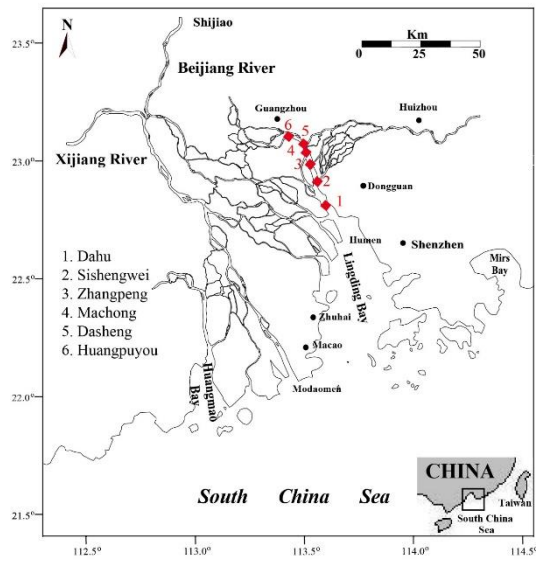 N
Shijiao
Km
0 25 50
Beijiang River
Guangzhou
Huizhou
Xijiang River
6
5
4
3
2
1
Dongguan
Humen
Shenzhen
Mirs
Bay
Lingding Bay
1. Dahu
2. Sishengwei
3. Zhangpeng
4. Machong
5. Dasheng
6. Huangpuyou
Zhuhai
Macao
Modaomen
Huangmao
Bay
South China Sea
CHINA
Taiwan
South China
Sea
23.5°
23.0°
22.5°
22.0°
21.5°
112.5°
113.0°
113.5°
114.0°
114.5°